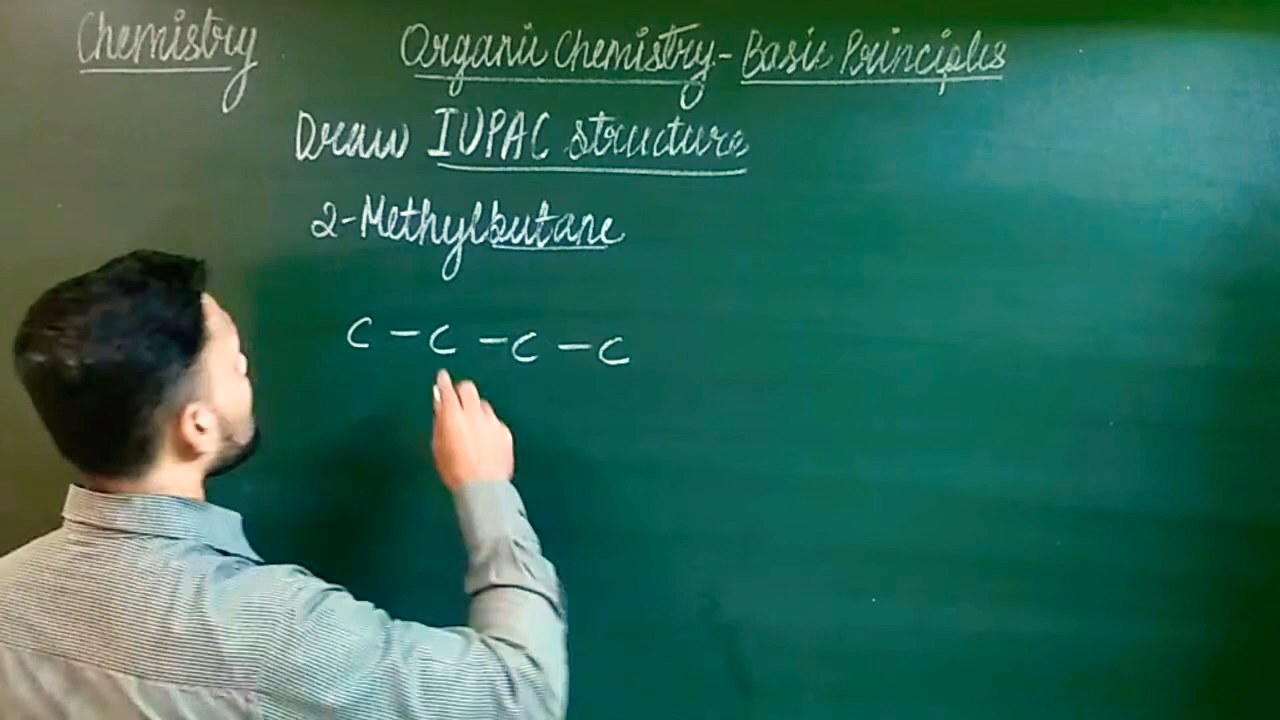 Chemistry
Organic Chemistry - Basic Principles
Draw IUPAC structure
2-Methylbutane
C - C - C - C